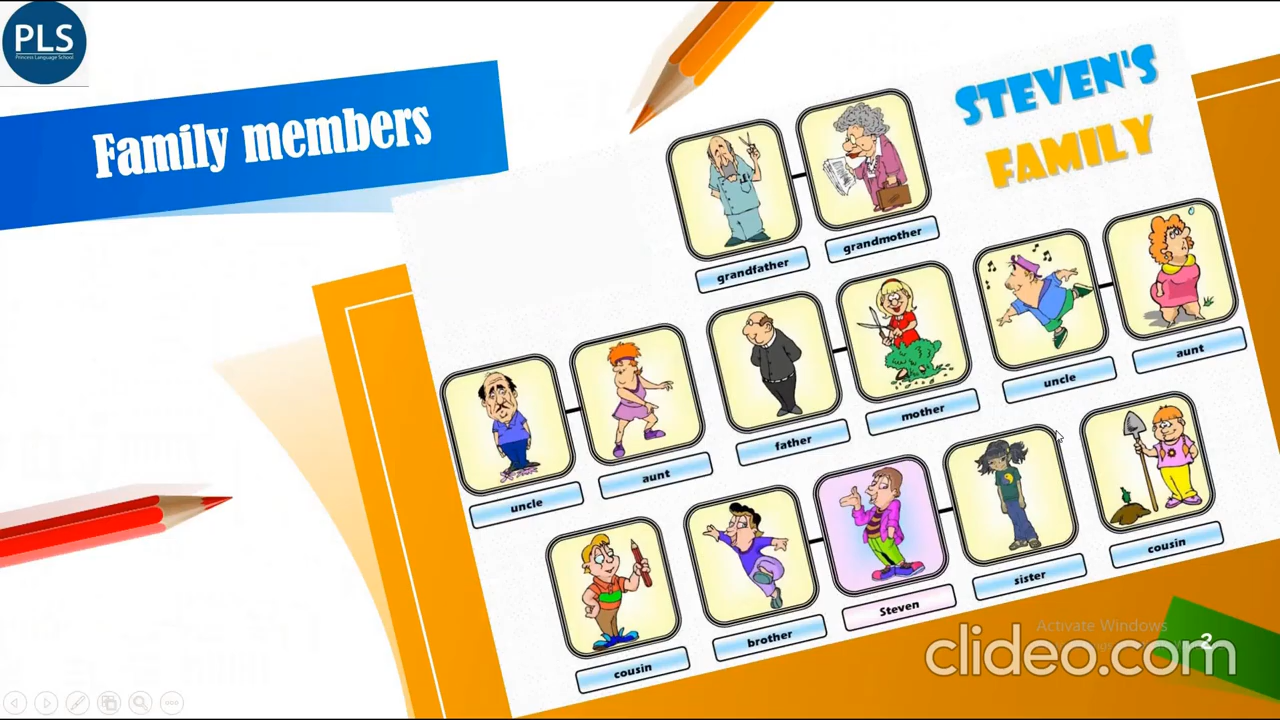 PLS
Princess Language School
Family members
STEVEN'S
FAMILY
grandfather
grandmother
uncle
aunt
father
mother
uncle
aunt
cousin
brother
Steven
sister
cousin
Activate Windows
clideo.com
2